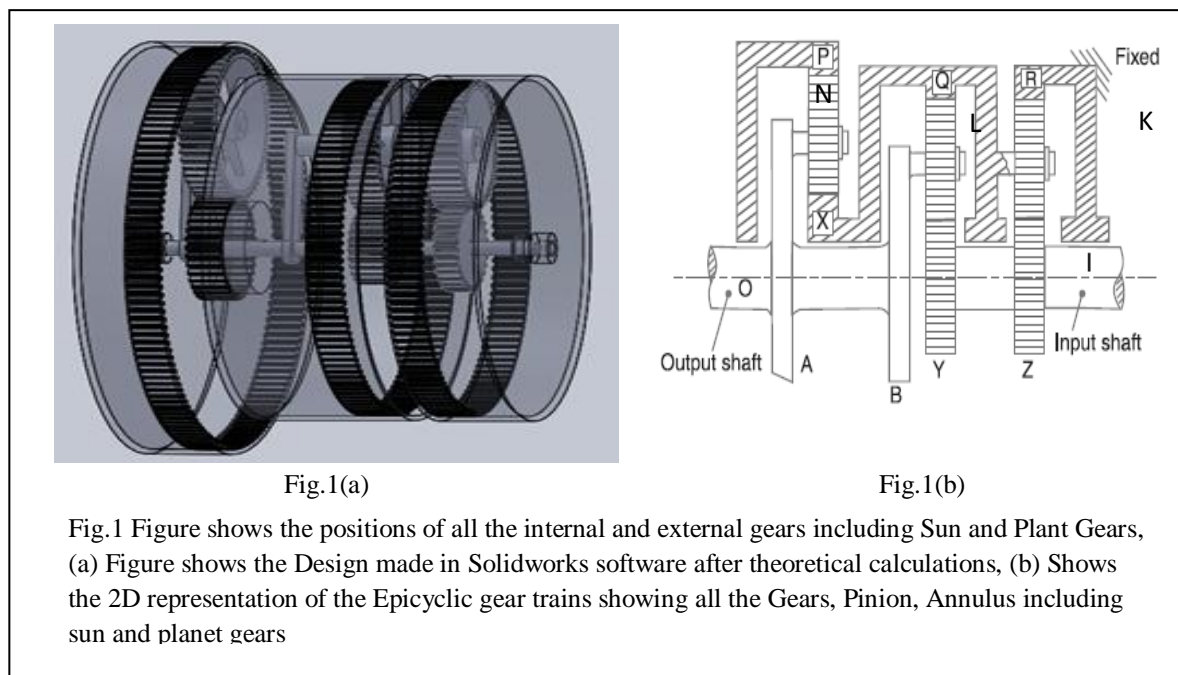 P
N
Q
L
R
Fixed
K
X
I
O
Output shaft
A
B
Y
Z
Input shaft
Fig.1(a)
Fig.1(b)
Fig.1 Figure shows the positions of all the internal and external gears including Sun and Plant Gears,
(a) Figure shows the Design made in Solidworks software after theoretical calculations, (b) Shows
the 2D representation of the Epicyclic gear trains showing all the Gears, Pinion, Annulus including
sun and planet gears